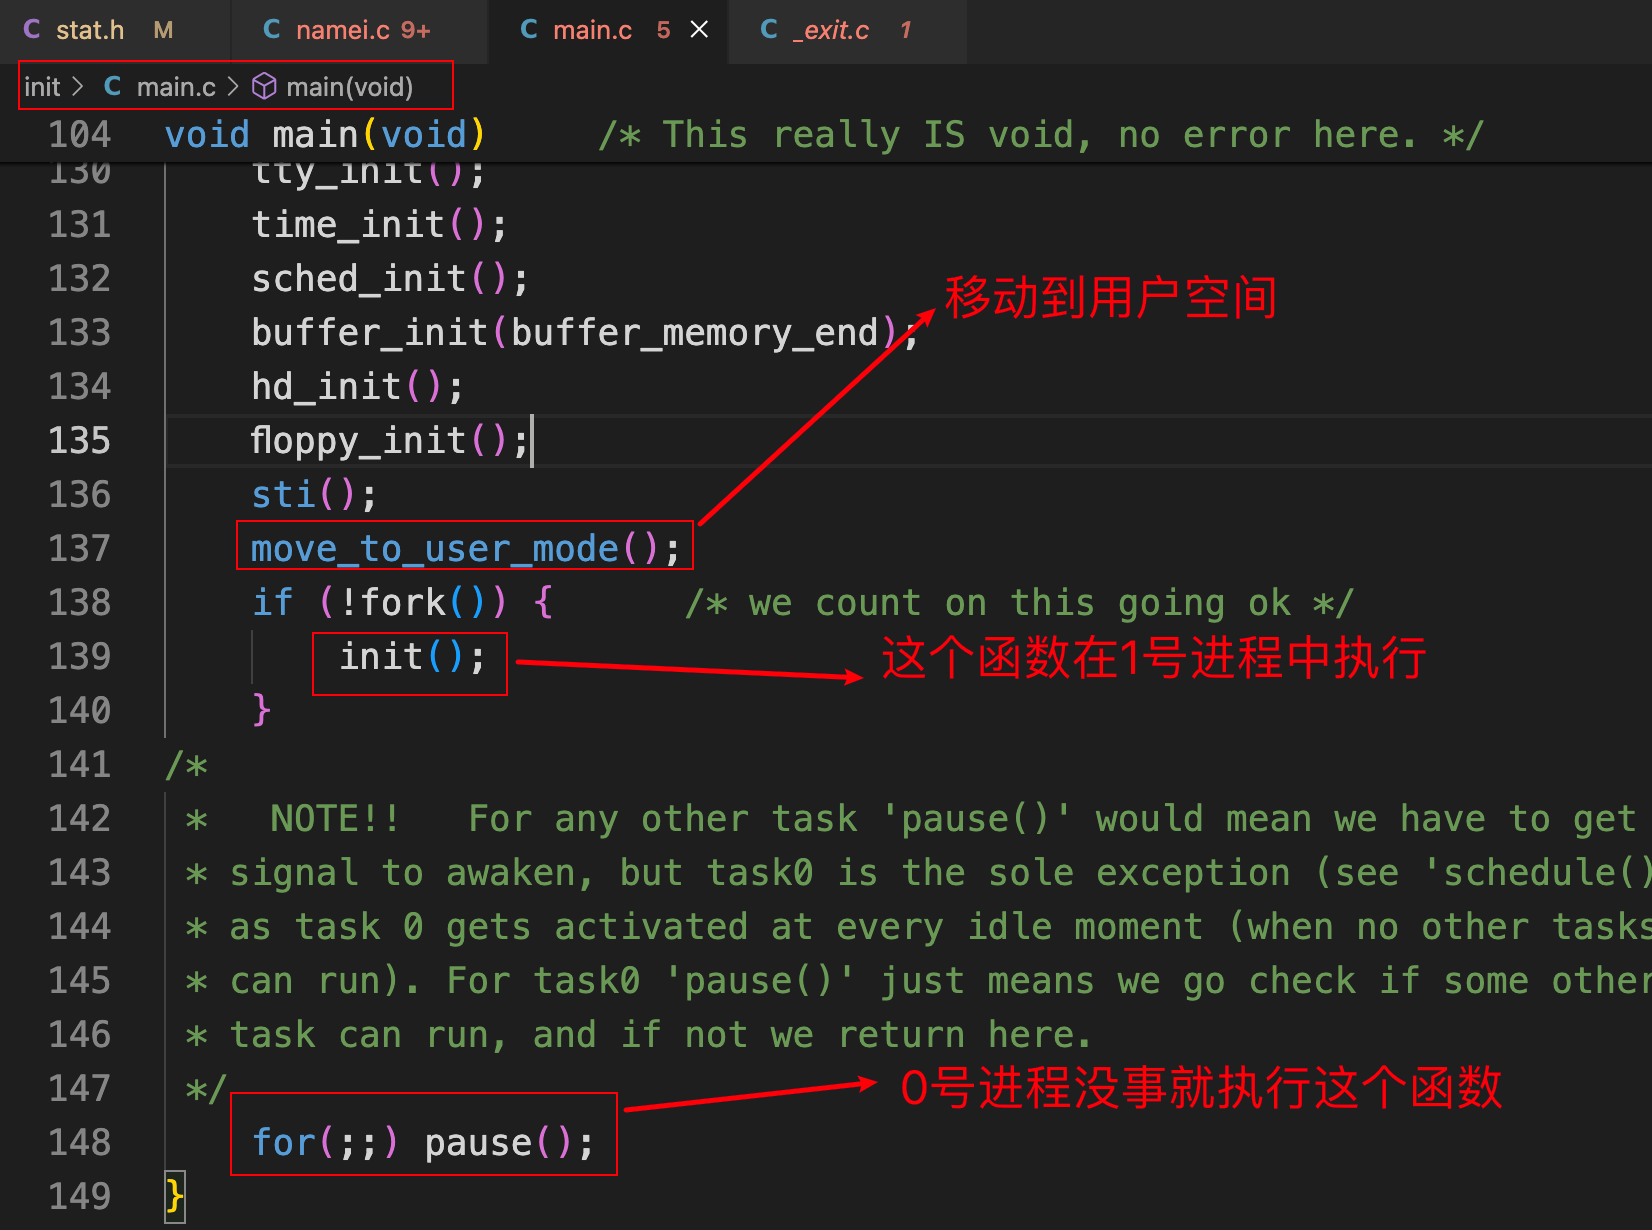 stat.h M namei.c 9+ main.c 5 _exit.c 1
init > main.c > main(void)
104 void main(void) /* This really IS void, no error here. */
130 tty_init();
131 time_init();
132 sched_init();
移动到用户空间
133 buffer_init(buffer_memory_end);
134 hd_init();
135 floppy_init();
136 sti();
137 move_to_user_mode();
138 if (!fork()) { /* we count on this going ok */
139 init();
这个函数在1号进程中执行
140 }
141 /*
142 * NOTE!! For any other task 'pause()' would mean we have to get
143 * signal to awaken, but task0 is the sole exception (see 'schedule()
144 * as task 0 gets activated at every idle moment (when no other tasks
145 * can run). For task0 'pause()' just means we go check if some other
146 * task can run, and if not we return here.
147 */
0号进程没事就执行这个函数
148 for(;;) pause();
149 }